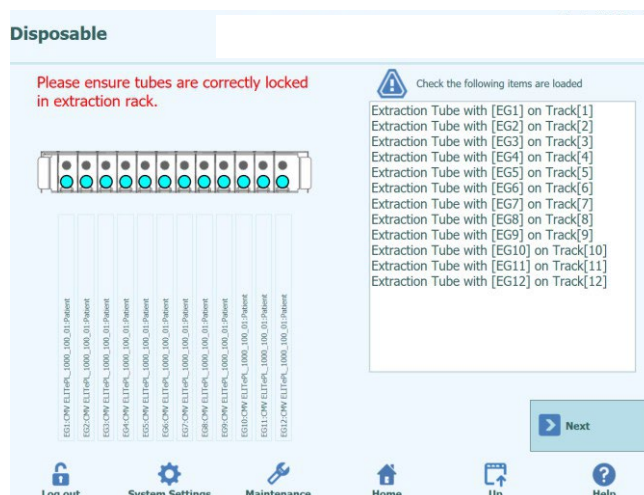 Disposable
Please ensure tubes are correctly locked
in extraction rack.
Check the following items are loaded
Extraction Tube with [EG1] on Track[1]
Extraction Tube with [EG2] on Track[2]
Extraction Tube with [EG3] on Track[3]
Extraction Tube with [EG4] on Track[4]
Extraction Tube with [EG5] on Track[5]
Extraction Tube with [EG6] on Track[6]
Extraction Tube with [EG7] on Track[7]
Extraction Tube with [EG8] on Track[8]
Extraction Tube with [EG9] on Track[9]
Extraction Tube with [EG10] on Track[10]
Extraction Tube with [EG11] on Track[11]
Extraction Tube with [EG12] on Track[12]
EG1:CMV ELITePL_1000_100_01:Patient
EG2:CMV ELITePL_1000_100_01:Patient
EG3:CMV ELITePL_1000_100_01:Patient
EG4:CMV ELITePL_1000_100_01:Patient
EG5:CMV ELITePL_1000_100_01:Patient
EG6:CMV ELITePL_1000_100_01:Patient
EG7:CMV ELITePL_1000_100_01:Patient
EG8:CMV ELITePL_1000_100_01:Patient
EG9:CMV ELITePL_1000_100_01:Patient
EG10:CMV ELITePL_1000_100_01:Patient
EG11:CMV ELITePL_1000_100_01:Patient
EG12:CMV ELITePL_1000_100_01:Patient
Next
Log out
System Settings
Maintenance
Home
Up
Help